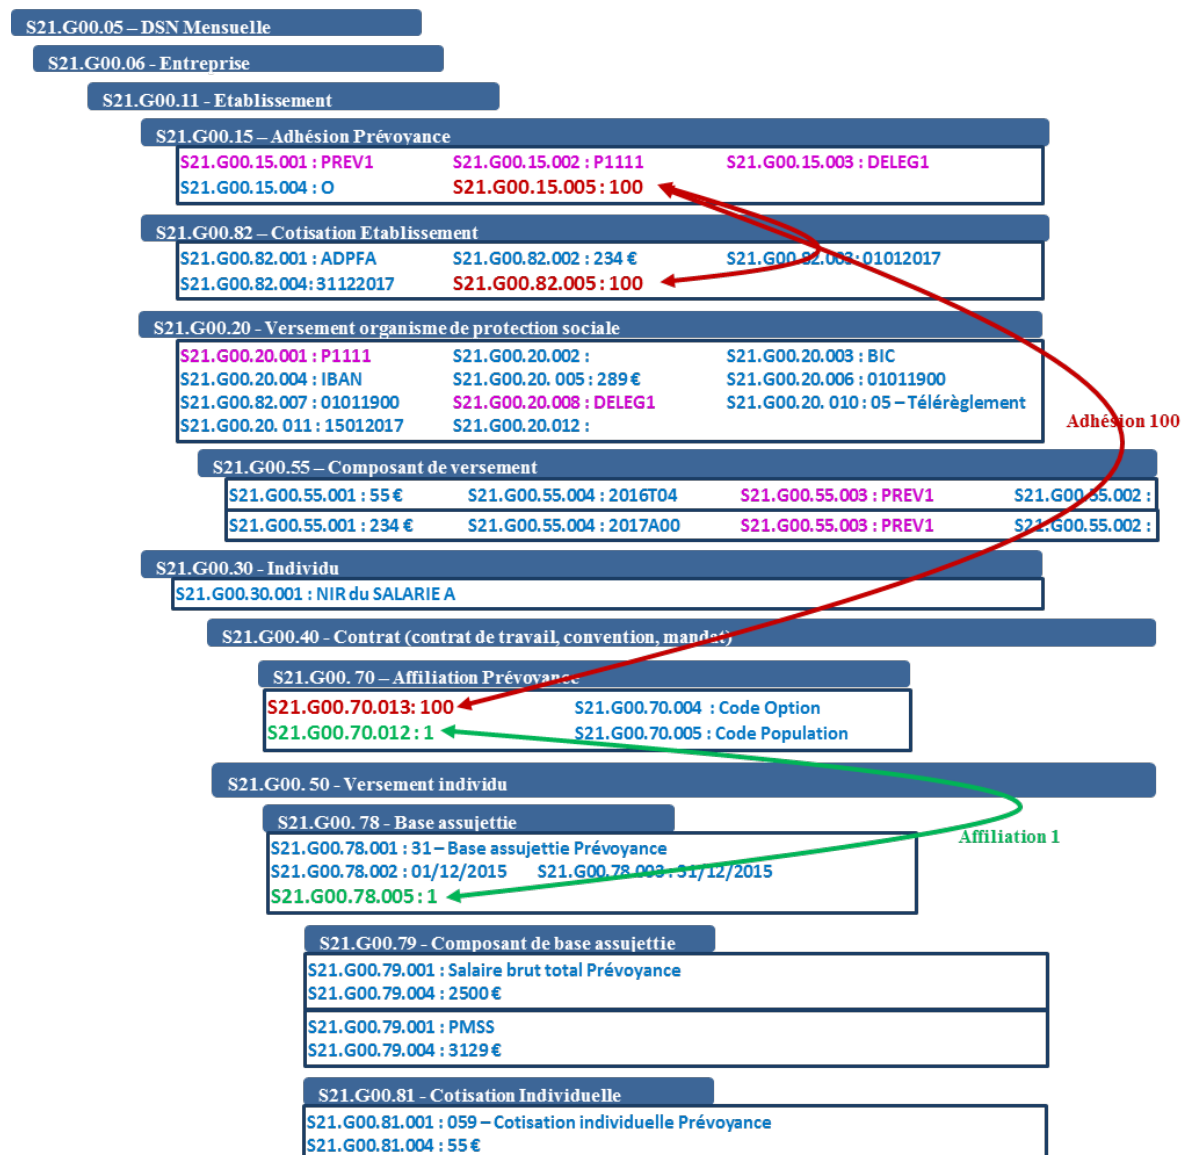 S21.G00.05 – DSN Mensuelle
S21.G00.06 - Entreprise
S21.G00.11 - Etablissement
S21.G00.15 – Adhésion Prévoyance
S21.G00.15.001 : PREV1 S21.G00.15.002 : P1111 S21.G00.15.003 : DELEG1
S21.G00.15.004 : O S21.G00.15.005 : 100
S21.G00.82 – Cotisation Etablissement
S21.G00.82.001 : ADPFA S21.G00.82.002 : 234 € S21.G00.82.003: 01012017
S21.G00.82.004: 31122017 S21.G00.82.005 : 100
S21.G00.20 - Versement organisme de protection sociale
S21.G00.20.001 : P1111 S21.G00.20.002 : S21.G00.20.003 : BIC
S21.G00.20.004 : IBAN S21.G00.20. 005 : 289 € S21.G00.20.006 : 01011900
S21.G00.82.007 : 01011900 S21.G00.20.008 : DELEG1 S21.G00.20. 010 : 05 – Télérèglement
S21.G00.20. 011 : 15012017 S21.G00.20.012 :
Adhésion 100
S21.G00.55 – Composant de versement
S21.G00.55.001 : 55 € S21.G00.55.004 : 2016T04 S21.G00.55.003 : PREV1 S21.G00.55.002 :
S21.G00.55.001 : 234 € S21.G00.55.004 : 2017A00 S21.G00.55.003 : PREV1 S21.G00.55.002 :
S21.G00.30 - Individu
S21.G00.30.001 : NIR du SALARIE A
S21.G00.40 - Contrat (contrat de travail, convention, mandat)
S21.G00. 70 – Affiliation Prévoyance
S21.G00.70.013: 100 S21.G00.70.004 : Code Option
S21.G00.70.012 : 1 S21.G00.70.005 : Code Population
S21.G00. 50 - Versement individu
S21.G00. 78 - Base assujettie
Affiliation 1
S21.G00.78.001 : 31 – Base assujettie Prévoyance
S21.G00.78.002 : 01/12/2015 S21.G00.78.003 : 31/12/2015
S21.G00.78.005 : 1
S21.G00.79 - Composant de base assujettie
S21.G00.79.001 : Salaire brut total Prévoyance
S21.G00.79.004 : 2500 €
S21.G00.79.001 : PMSS
S21.G00.79.004 : 3129 €
S21.G00.81 - Cotisation Individuelle
S21.G00.81.001 : 059 – Cotisation individuelle Prévoyance
S21.G00.81.004 : 55 €